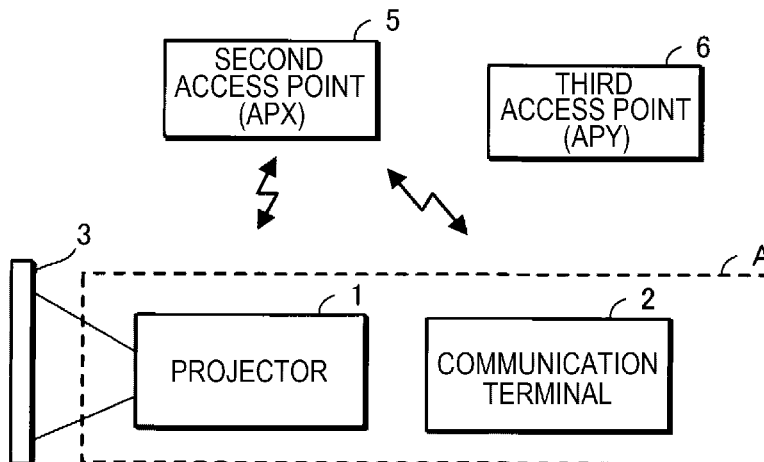 5
SECOND
ACCESS POINT
(APX)
6
THIRD
ACCESS POINT
(APY)
3
A
1
PROJECTOR
2
COMMUNICATION
TERMINAL